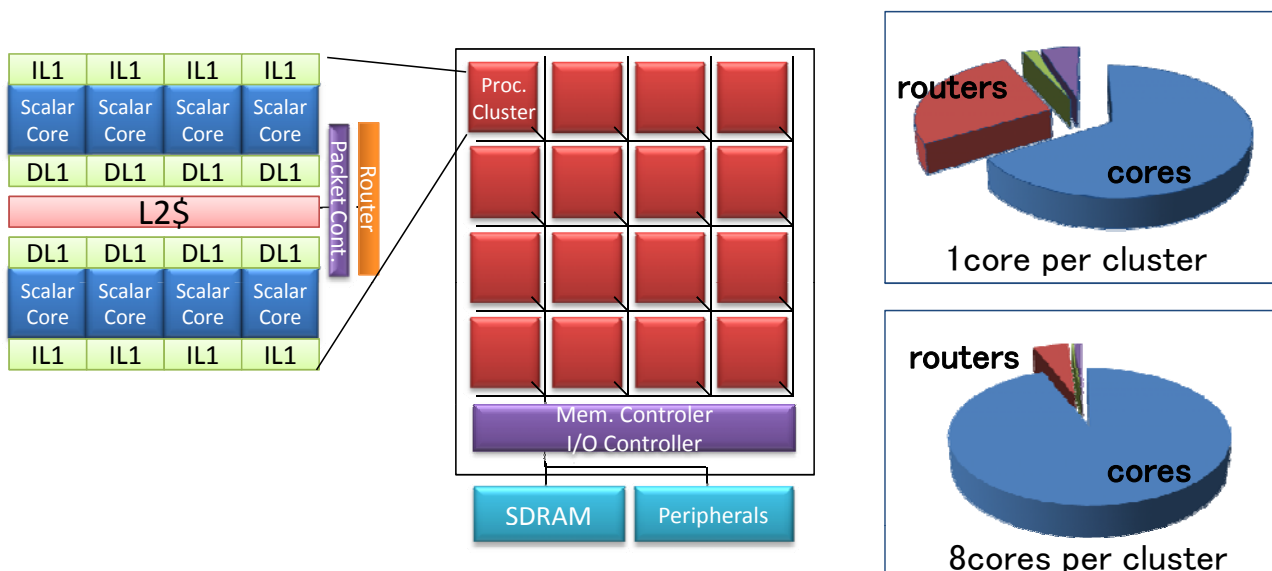 IL1 IL1 IL1 IL1
Scalar Core Scalar Core Scalar Core Scalar Core
DL1 DL1 DL1 DL1
L2$
DL1 DL1 DL1 DL1
Scalar Core Scalar Core Scalar Core Scalar Core
IL1 IL1 IL1 IL1
Packet Cont.
Router
Proc.
Cluster
Mem. Controler
I/O Controller
SDRAM
Peripherals
routers
cores
1core per cluster
routers
cores
8cores per cluster